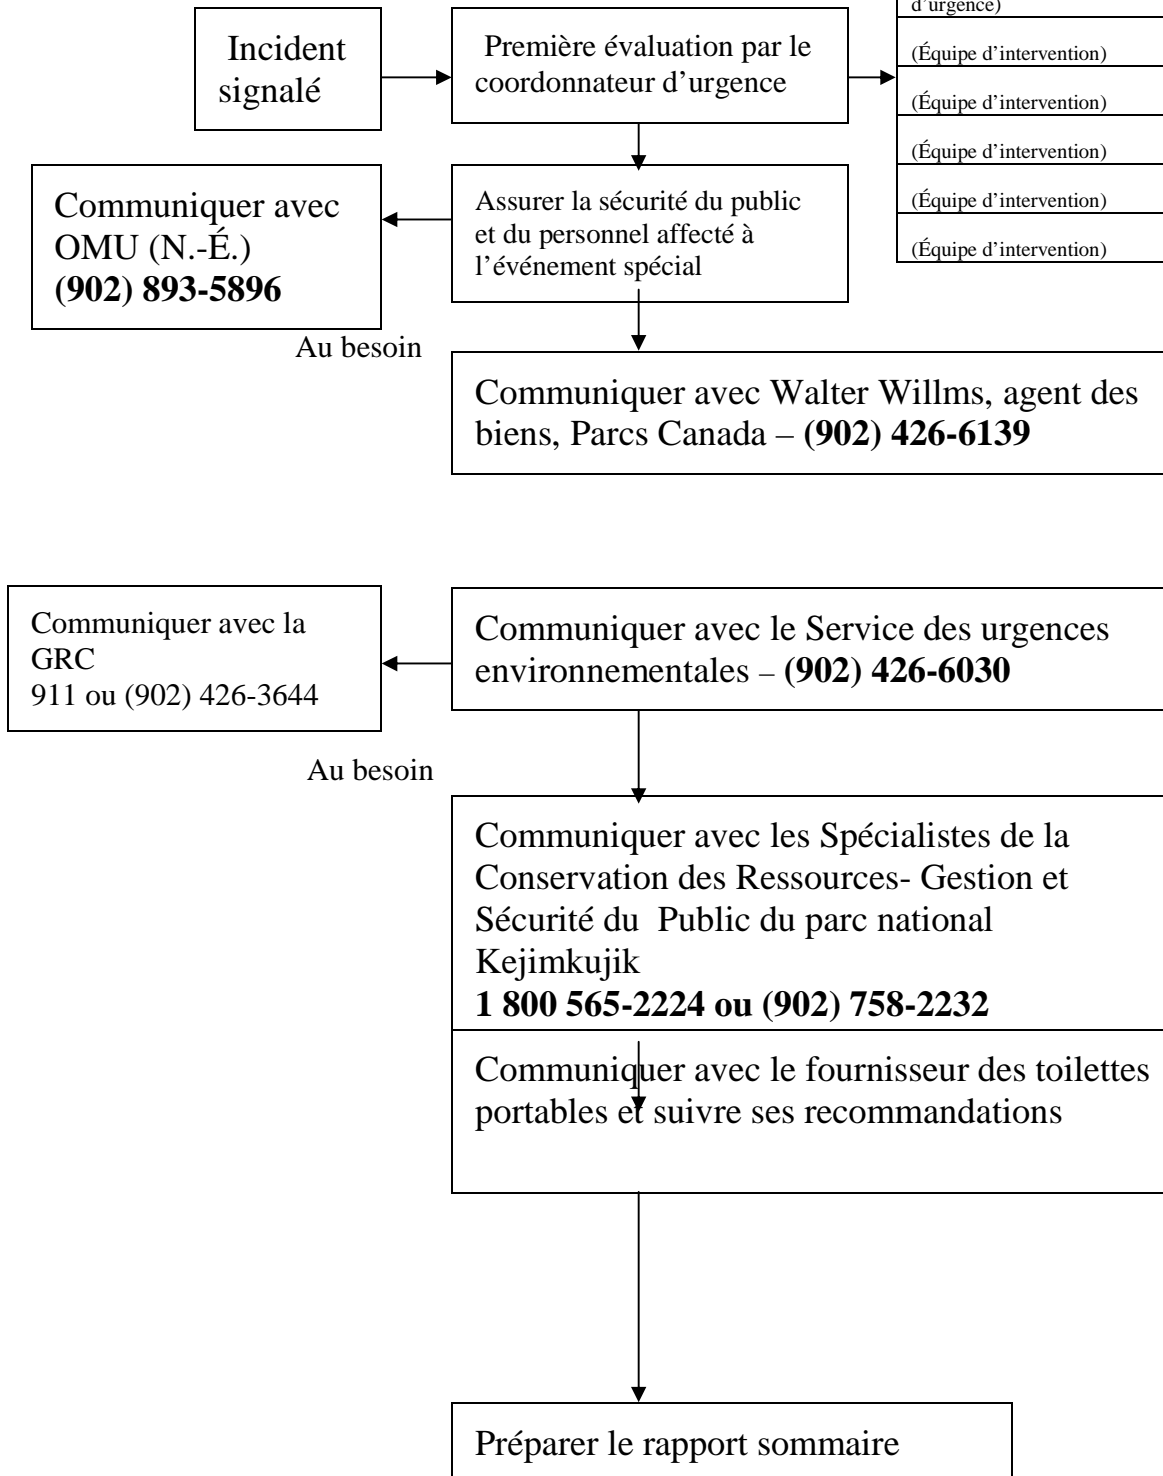 d’urgence)
Incident
signalé
Première évaluation par le
coordonnateur d’urgence
(Équipe d’intervention)
(Équipe d’intervention)
(Équipe d’intervention)
(Équipe d’intervention)
(Équipe d’intervention)
Communiquer avec
OMU (N.-É.)
(902) 893-5896
Assurer la sécurité du public
et du personnel affecté à
l’événement spécial
Au besoin
Communiquer avec Walter Willms, agent des
biens, Parcs Canada – (902) 426-6139
Communiquer avec la
GRC
911 ou (902) 426-3644
Communiquer avec le Service des urgences
environnementales – (902) 426-6030
Au besoin
Communiquer avec les Spécialistes de la
Conservation des Ressources- Gestion et
Sécurité du Public du parc national
Kejimkujik
1 800 565-2224 ou (902) 758-2232
Communiquer avec le fournisseur des toilettes
portables et suivre ses recommandations
Préparer le rapport sommaire